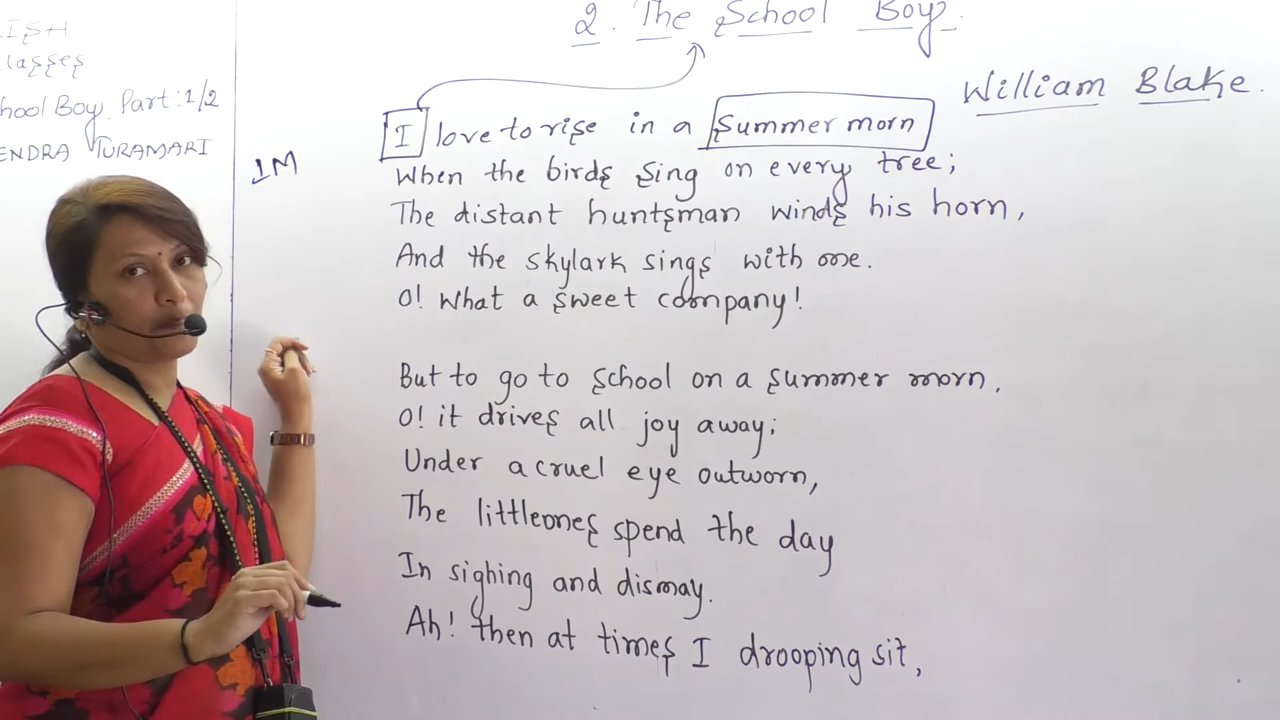 2. The School Boy.
William Blake.
ISH
lasses
hool Boy. Part: 1/2
ENDRA TURAMARI
1M
I love to rise in a Summer morn
When the birds sing on every tree;
The distant huntsman winds his horn,
And the skylark sings with me.
O! What a sweet company!
But to go to school on a summer morn,
O! it drives all joy away;
Under a cruel eye outworn,
The little ones spend the day
In sighing and dismay.
Ah! then at times I drooping sit,